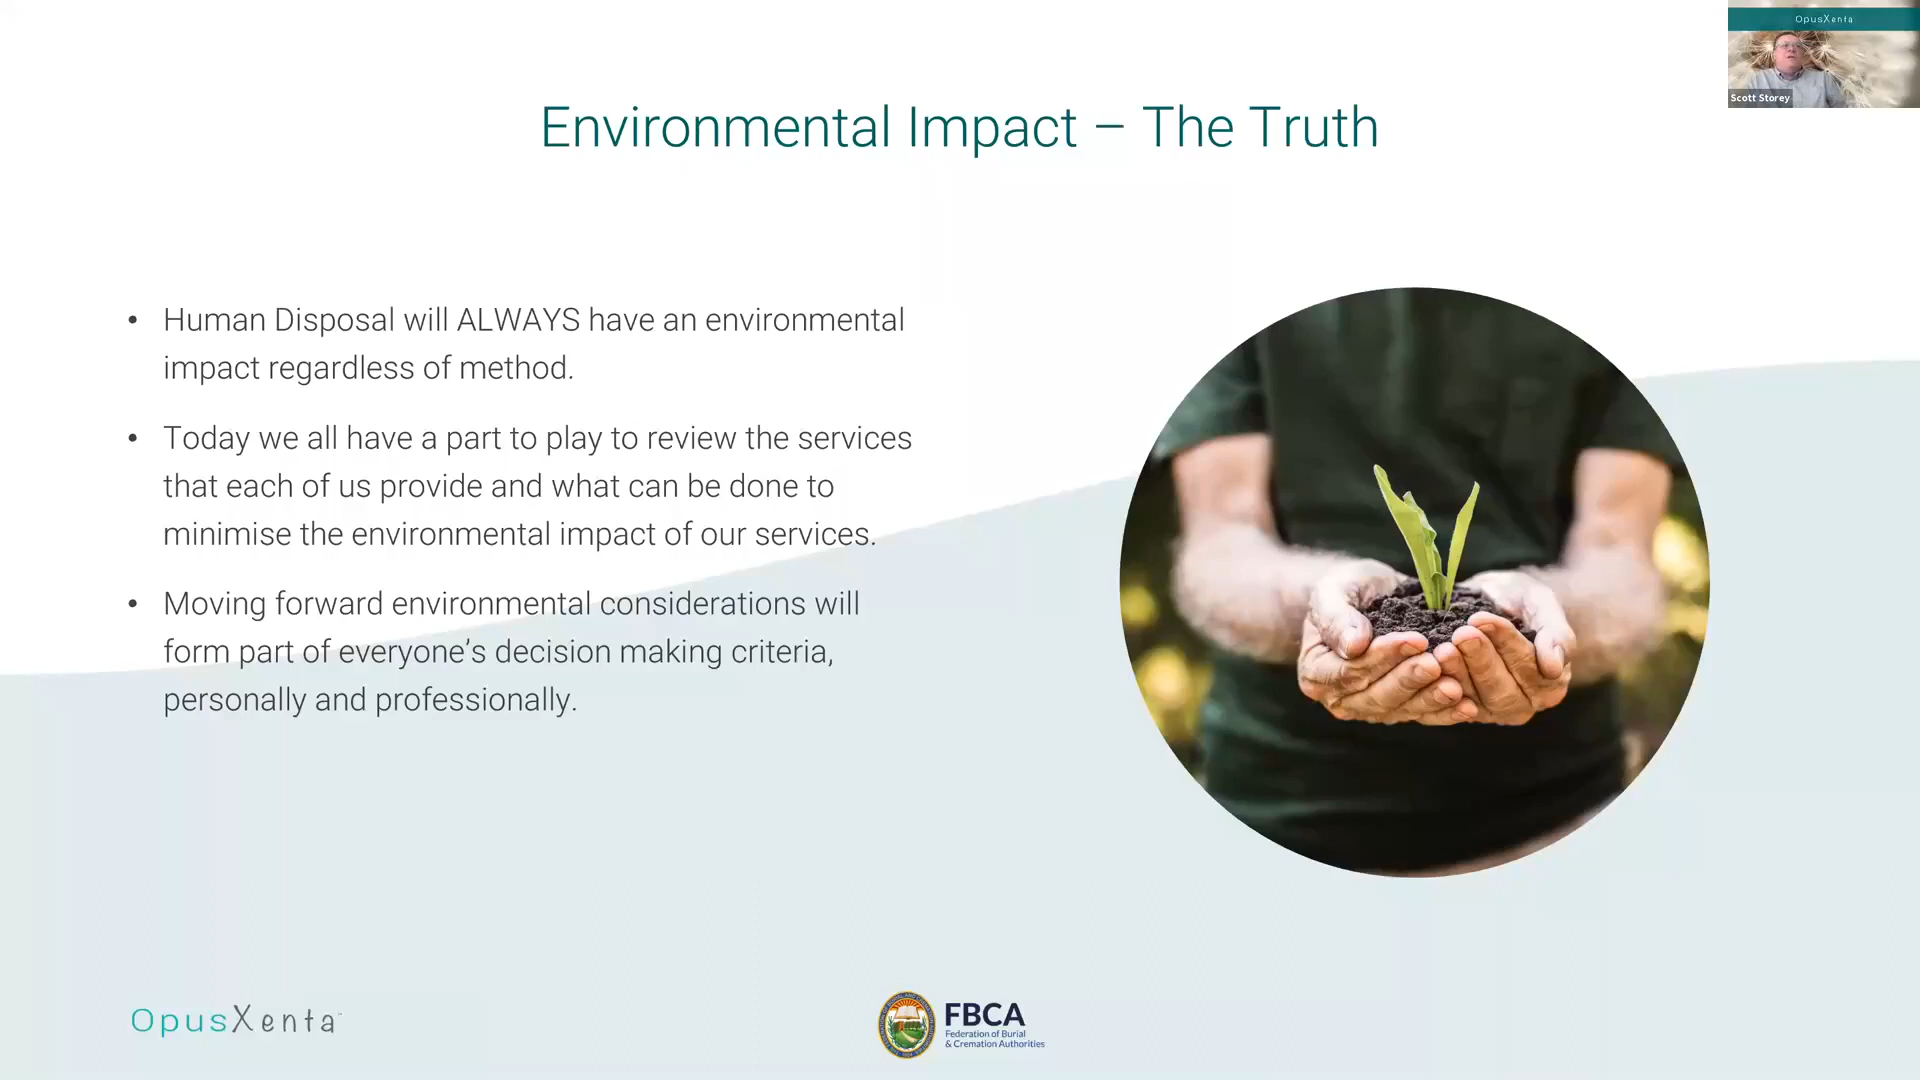 OpusXenta
Scott Storey
Environmental Impact – The Truth
• Human Disposal will ALWAYS have an environmental
impact regardless of method.
• Today we all have a part to play to review the services
that each of us provide and what can be done to
minimise the environmental impact of our services.
• Moving forward environmental considerations will
form part of everyone’s decision making criteria,
personally and professionally.
OpusXenta
FBCA
Federation of Burial
& Cremation Authorities